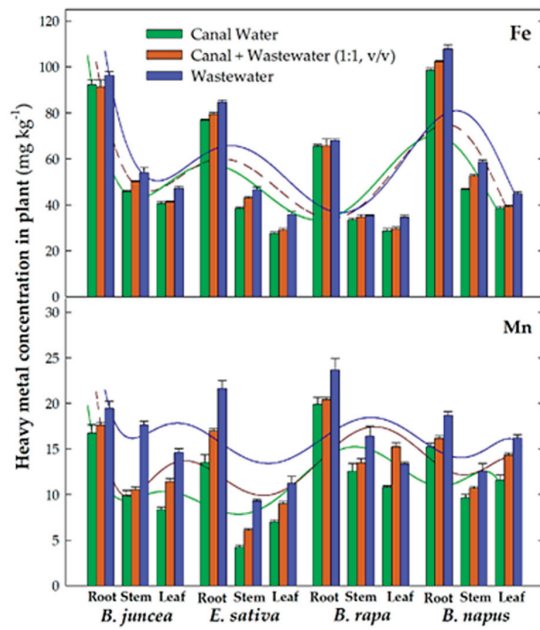 Heavy metal concentration in plant (mg kg⁻¹)
120
100
80
60
40
20
0
Canal Water
Canal + Wastewater (1:1, v/v)
Wastewater
Fe
30
25
20
15
10
5
0
Mn
Root Stem Leaf Root Stem Leaf Root Stem Leaf Root Stem Leaf
B. juncea E. sativa B. rapa B. napus